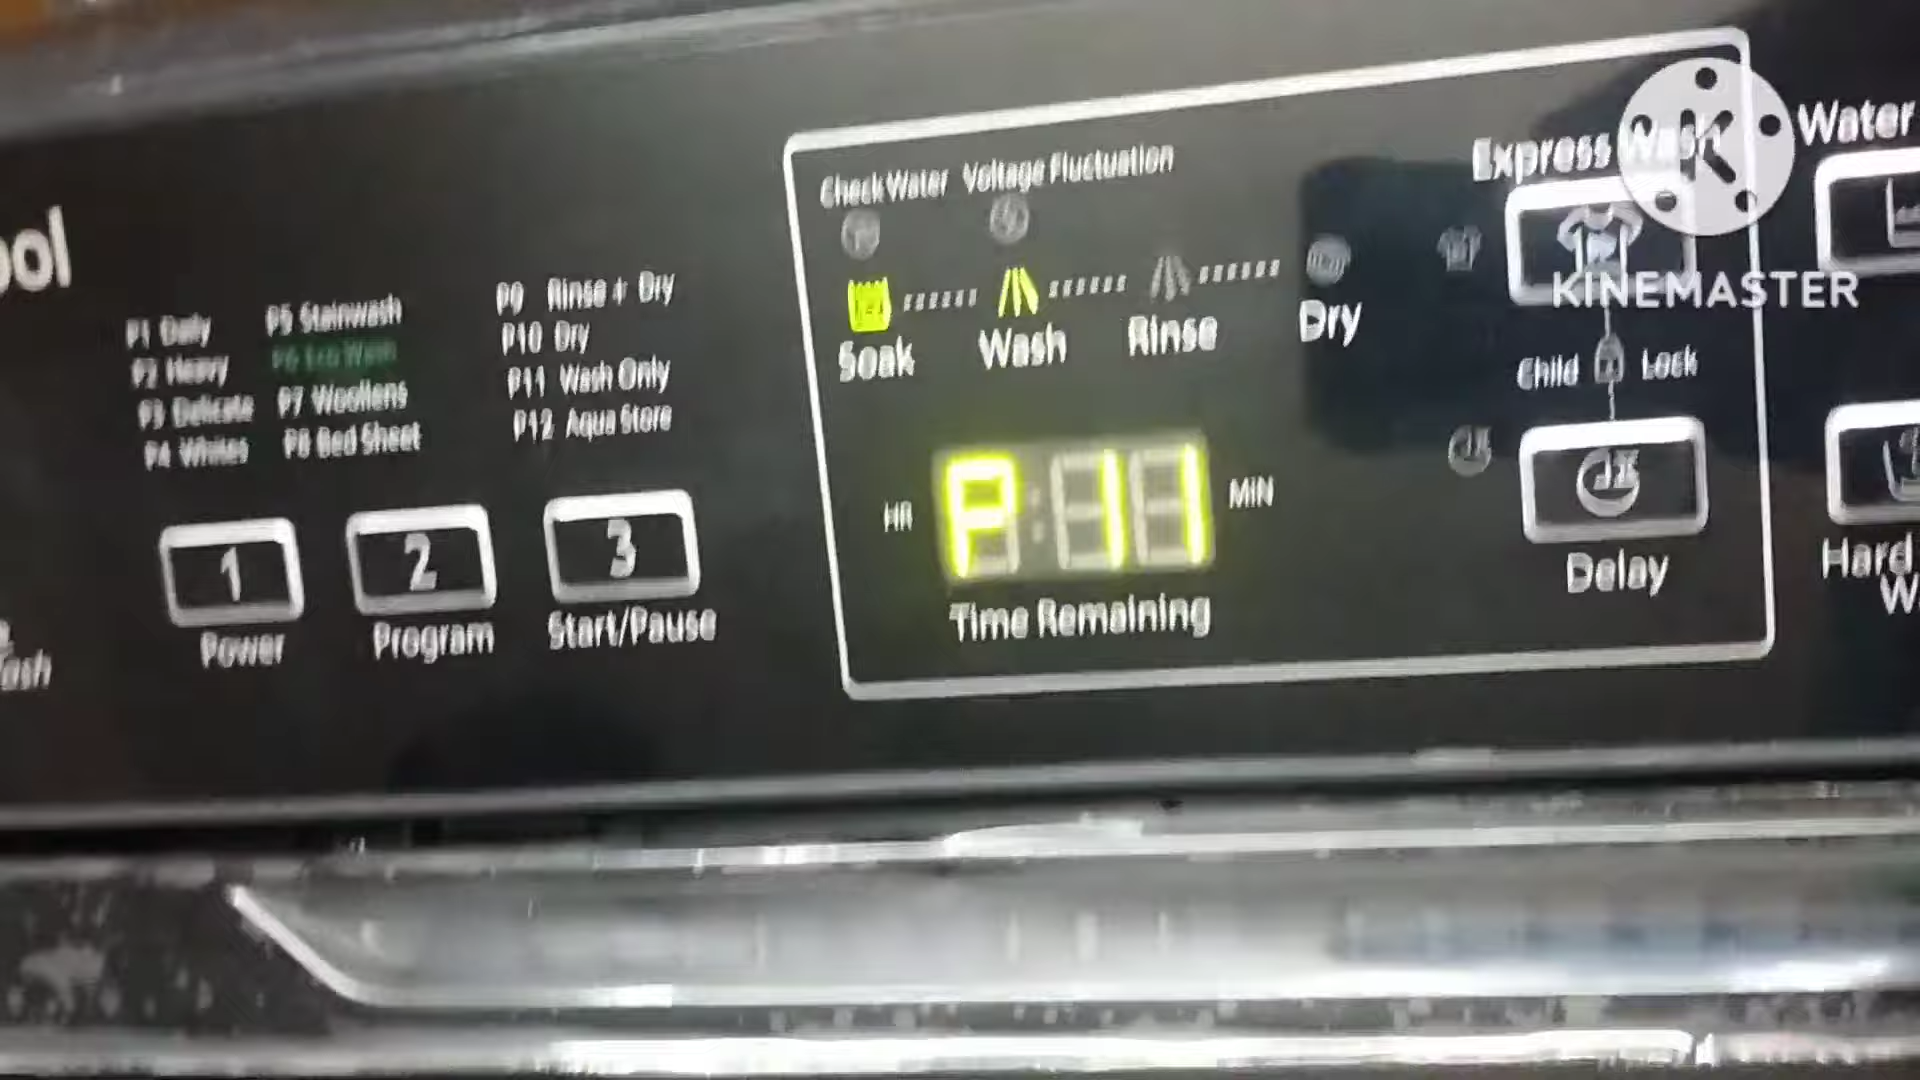 ool
P1 Daily
P2 Heavy
P3 Delicate
P4 Whites
P5 Stainwash
P6 Eco Wash
P7 Woollens
P8 Bed Sheet
P9 Rinse + Dry
P10 Dry
P11 Wash Only
P12 Aqua Store
1
Power
2
Program
3
Start/Pause
ash
Check Water Voltage Fluctuation
Soak
Wash
Rinse
Dry
HR
P 11
MIN
Time Remaining
Express Wash
KINEMASTER
Child Lock
Delay
Water
Hard
W